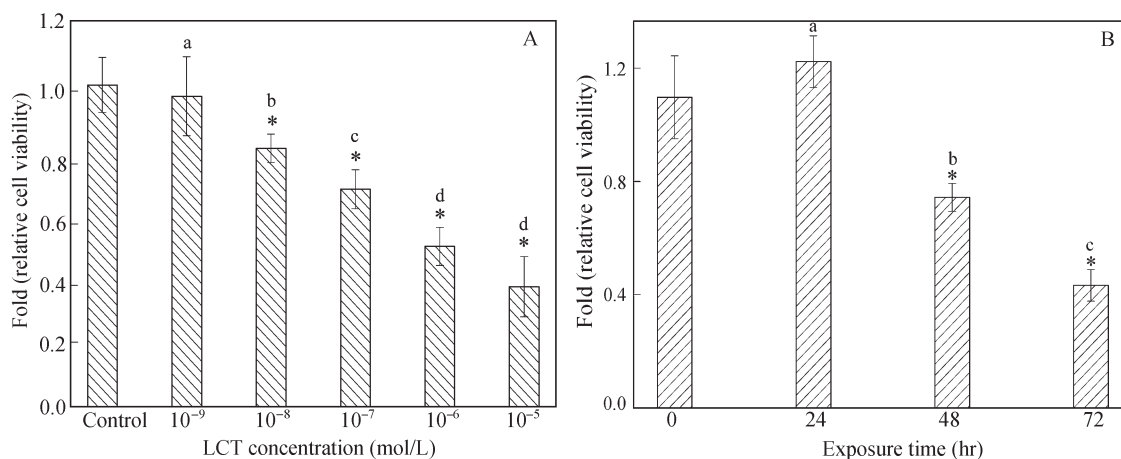 A
Fold (relative cell viability)
1.2
1.0
0.8
0.6
0.4
0.2
0.0
a
b
*
c
*
d
*
d
*
Control 10⁻⁹ 10⁻⁸ 10⁻⁷ 10⁻⁶ 10⁻⁵
LCT concentration (mol/L)
B
Fold (relative cell viability)
1.2
0.8
0.4
0.0
a
b
*
c
*
0 24 48 72
Exposure time (hr)